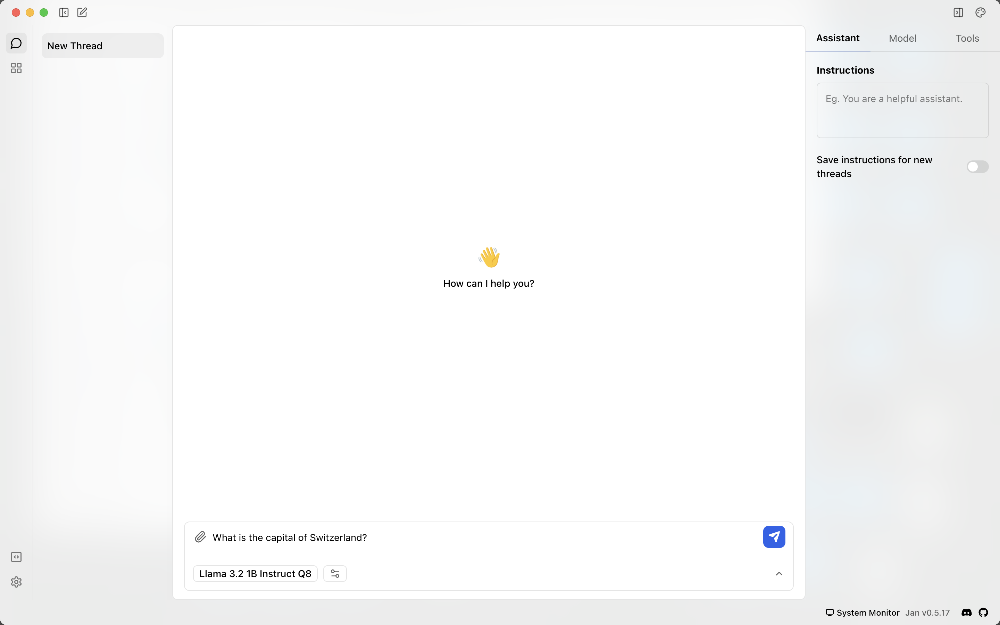 New Thread
Assistant
Model
Tools
Instructions
Eg. You are a helpful assistant.
Save instructions for new
threads
How can I help you?
What is the capital of Switzerland?
Llama 3.2 1B Instruct Q8
System Monitor
Jan v0.5.17